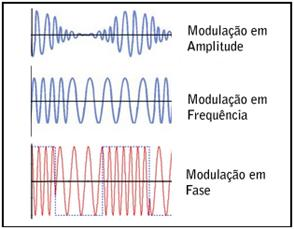 Modulação em
Amplitude
Modulação em
Frequência
Modulação em
Fase